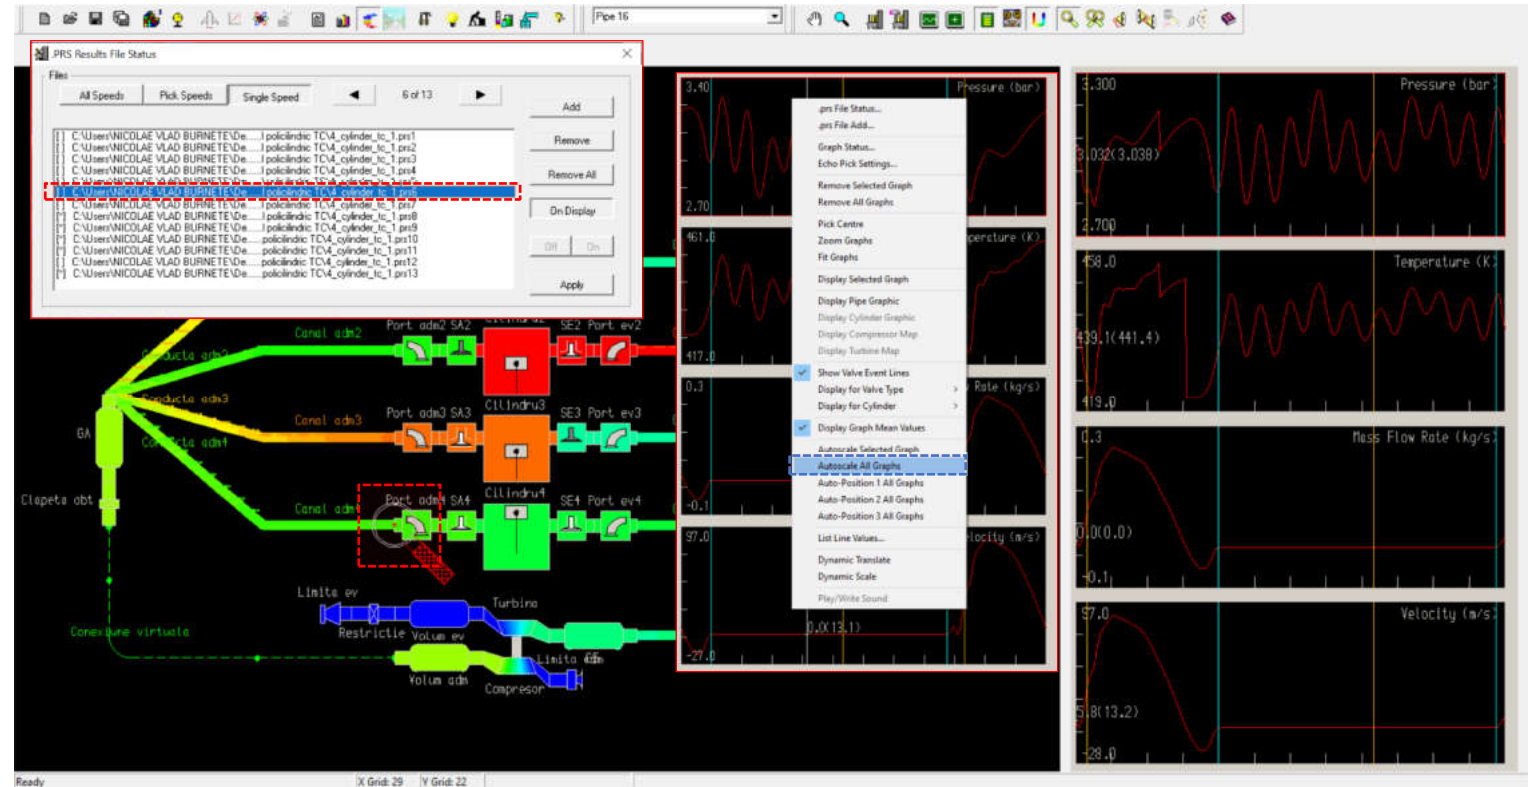 Pipe 16
.PRS Results File Status
Files
All Speeds
Pick Speeds
Single Speed
6 of 13
Add
Remove
Remove All
On Display
Off
On
Apply
[ ] C:\Users\NICOLAE VLAD BURNETE\De......l policilindric TC\4_cylinder_tc_1.prs1
[ ] C:\Users\NICOLAE VLAD BURNETE\De......l policilindric TC\4_cylinder_tc_1.prs2
[ ] C:\Users\NICOLAE VLAD BURNETE\De......l policilindric TC\4_cylinder_tc_1.prs3
[ ] C:\Users\NICOLAE VLAD BURNETE\De......l policilindric TC\4_cylinder_tc_1.prs4
[ ] C:\Users\NICOLAE VLAD BURNETE\De......l policilindric TC\4_cylinder_tc_1.prs6
[ ] C:\Users\NICOLAE VLAD BURNETE\De......l policilindric TC\4_cylinder_tc_1.prs7
[*] C:\Users\NICOLAE VLAD BURNETE\De......l policilindric TC\4_cylinder_tc_1.prs8
[*] C:\Users\NICOLAE VLAD BURNETE\De......l policilindric TC\4_cylinder_tc_1.prs9
[*] C:\Users\NICOLAE VLAD BURNETE\De......policilindric TC\4_cylinder_tc_1.prs10
[*] C:\Users\NICOLAE VLAD BURNETE\De......policilindric TC\4_cylinder_tc_1.prs11
[ ] C:\Users\NICOLAE VLAD BURNETE\De......policilindric TC\4_cylinder_tc_1.prs12
[*] C:\Users\NICOLAE VLAD BURNETE\De......policilindric TC\4_cylinder_tc_1.prs13
Canal adm2
Port adm2 SA2
SE2 Port ev2
Conducta adm3
Canal adm3
Port adm3 SA3
Cilindru3
SE3 Port ev3
GA
Clapeta obt
Canal adm4
Port adm4 SA4
Cilindru4
SE4 Port ev4
Limita ev
Restrictie
Volum ev
Turbina
Conexiune virtuala
Volum adm
Compresor
Limita adm
3.40
Pressure (bar)
2.70
461.0
417.0
0.3
Rate (kg/s)
-0.1
97.0
0.0(13.1)
-27.0
.prs File Status...
.prs File Add...
Graph Status...
Echo Pick Settings...
Remove Selected Graph
Remove All Graphs
Pick Centre
Zoom Graphs
Fit Graphs
Display Selected Graph
Display Pipe Graphic
Display Cylinder Graphic
Display Compressor Map
Display Turbine Map
Show Valve Event Lines
Display for Valve Type
Display for Cylinder
Display Graph Mean Values
Autoscale Selected Graph
Autoscale All Graphs
Auto-Position 1 All Graphs
Auto-Position 2 All Graphs
Auto-Position 3 All Graphs
List Line Values...
Dynamic Translate
Dynamic Scale
Play/Write Sound
3.300
Pressure (bar)
3.032(3.038)
2.700
458.0
Temperature (K)
439.1(441.4)
419.0
0.3
Mass Flow Rate (kg/s)
0.0(0.0)
-0.1
97.0
Velocity (m/s)
5.8(13.2)
-28.0
Ready
X Grid: 29
Y Grid: 22